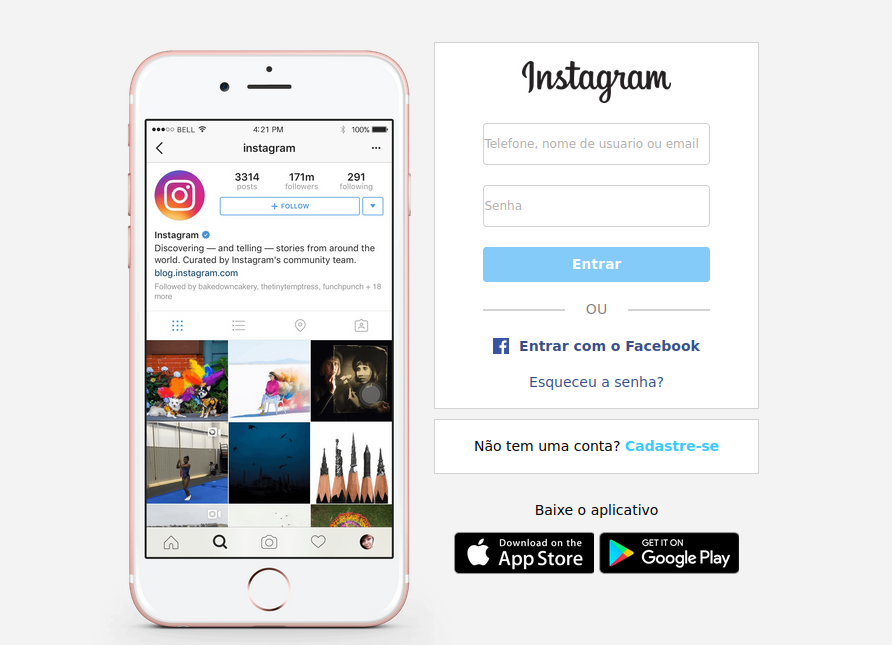 BELL
4:21 PM
100%
instagram
3314
posts
171m
followers
291
following
+ FOLLOW
Instagram
Discovering — and telling — stories from around the
world. Curated by Instagram's community team.
blog.instagram.com
Followed by bakedowncakery, thetinytemptress, funchpunch + 18
more
Instagram
Telefone, nome de usuario ou email
Senha
Entrar
OU
Entrar com o Facebook
Esqueceu a senha?
Não tem uma conta? Cadastre-se
Baixe o aplicativo
Download on the
App Store
GET IT ON
Google Play